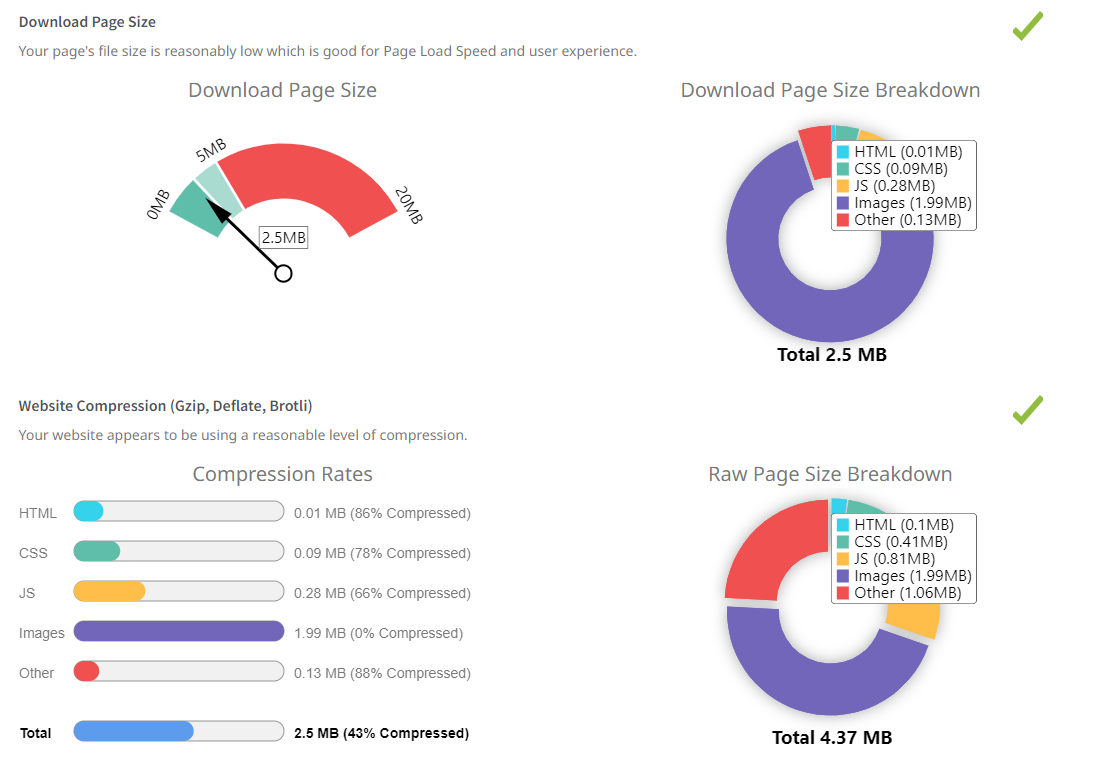 Download Page Size
Your page's file size is reasonably low which is good for Page Load Speed and user experience.
Download Page Size
0MB
5MB
20MB
2.5MB
Download Page Size Breakdown
HTML (0.01MB)
CSS (0.09MB)
JS (0.28MB)
Images (1.99MB)
Other (0.13MB)
Total 2.5 MB
Website Compression (Gzip, Deflate, Brotli)
Your website appears to be using a reasonable level of compression.
Compression Rates
HTML 0.01 MB (86% Compressed)
CSS 0.09 MB (78% Compressed)
JS 0.28 MB (66% Compressed)
Images 1.99 MB (0% Compressed)
Other 0.13 MB (88% Compressed)
Total 2.5 MB (43% Compressed)
Raw Page Size Breakdown
HTML (0.1MB)
CSS (0.41MB)
JS (0.81MB)
Images (1.99MB)
Other (1.06MB)
Total 4.37 MB